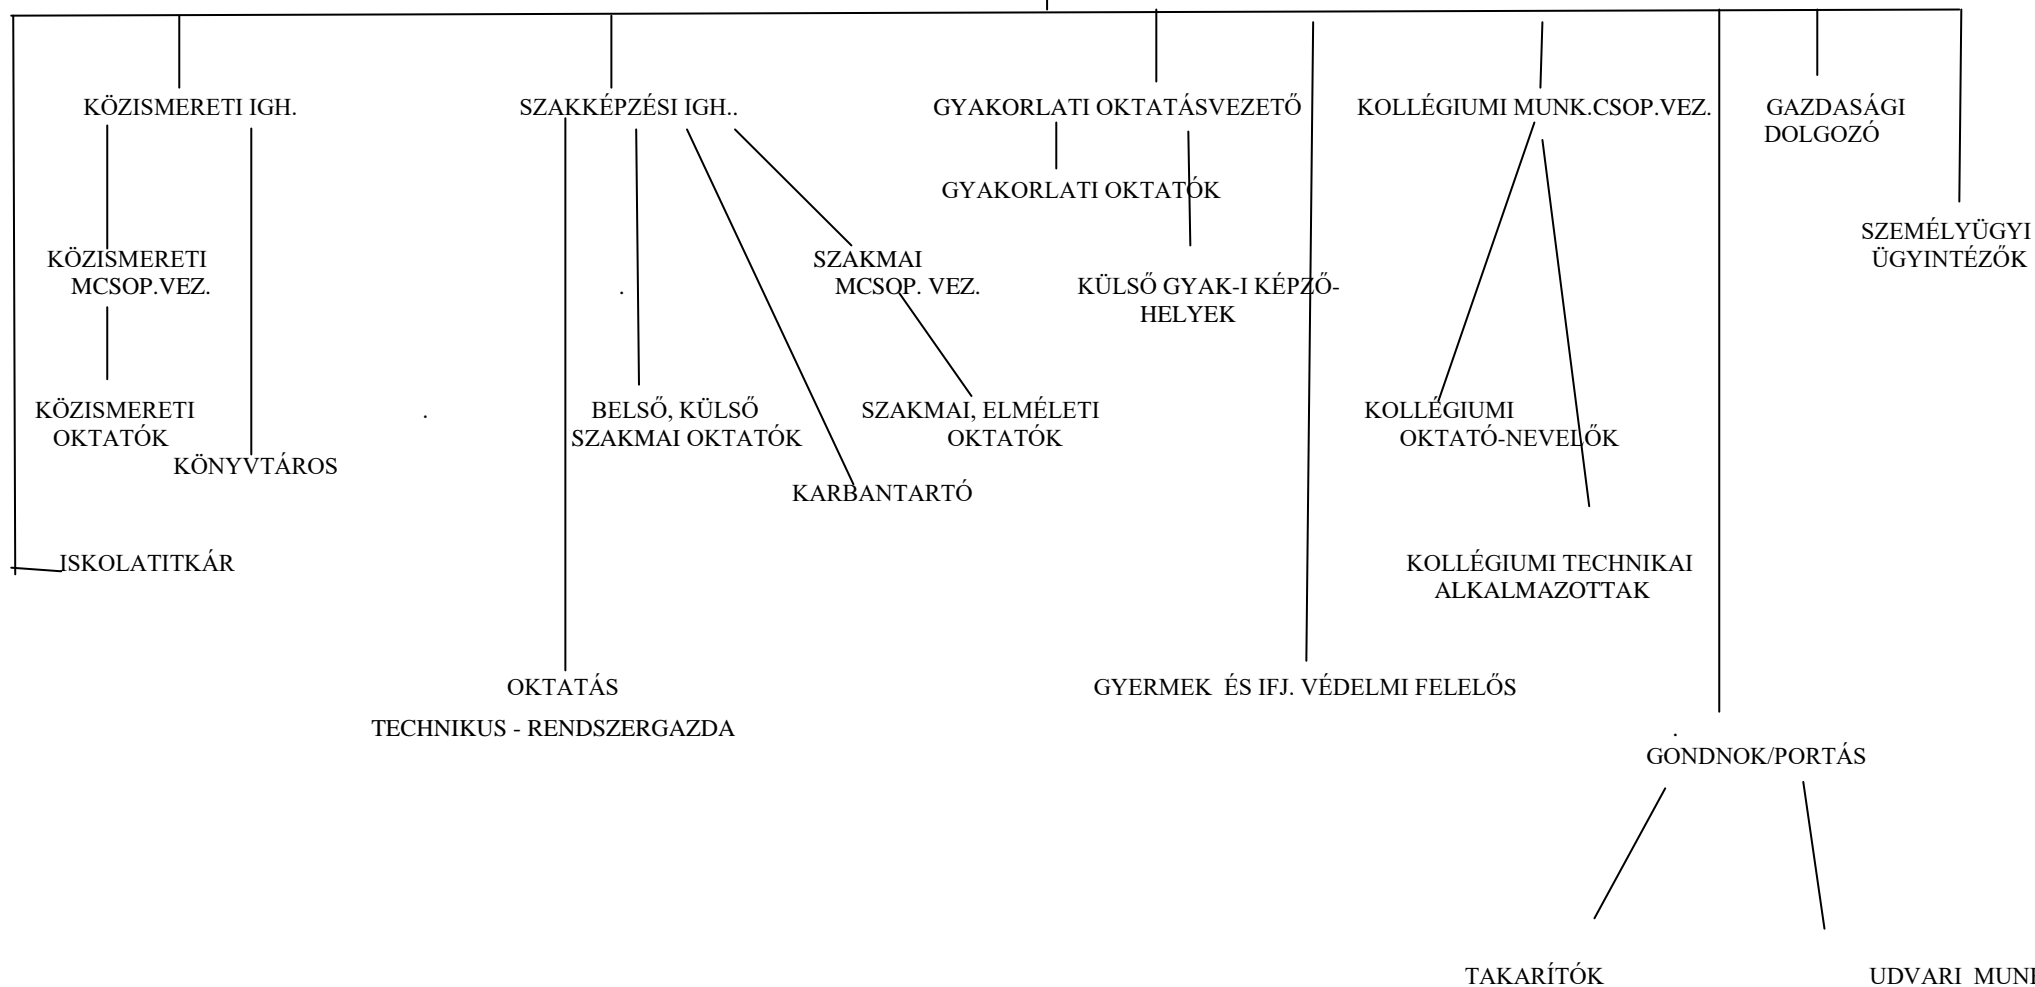 KÖZISMERETI IGH.
SZAKKÉPZÉSI IGH..
GYAKORLATI OKTATÁSVEZETŐ
KOLLÉGIUMI MUNK.CSOP.VEZ.
GAZDASÁGI
DOLGOZÓ
GYAKORLATI OKTATÓK
SZEMÉLYÜGYI
ÜGYINTÉZŐK
KÖZISMERETI
MCSOP.VEZ.
.
SZAKMAI
MCSOP. VEZ.
KÜLSŐ GYAK-I KÉPZŐ-
HELYEK
KÖZISMERETI
OKTATÓK
.
BELSŐ, KÜLSŐ
SZAKMAI OKTATÓK
SZAKMAI, ELMÉLETI
OKTATÓK
KOLLÉGIUMI
OKTATÓ-NEVELŐK
KÖNYVTÁROS
KARBANTARTÓ
ISKOLATITKÁR
KOLLÉGIUMI TECHNIKAI
ALKALMAZOTTAK
OKTATÁS
TECHNIKUS - RENDSZERGAZDA
GYERMEK ÉS IFJ. VÉDELMI FELELŐS
.
GONDNOK/PORTÁS
TAKARÍTÓK
UDVARI